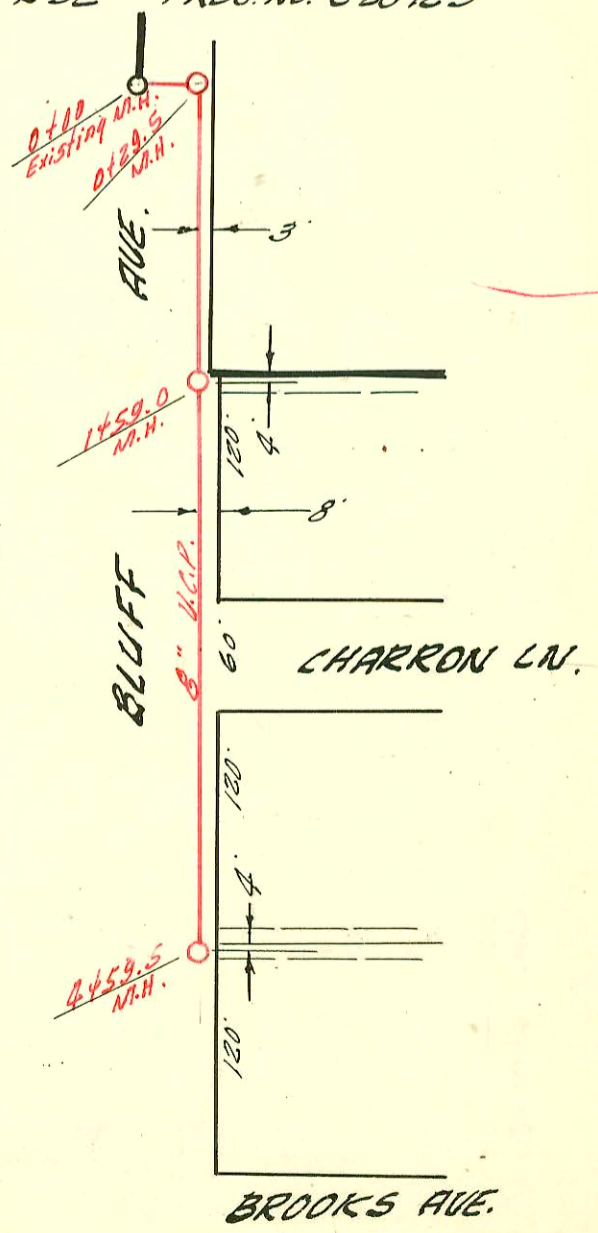 0+00
Existing M.H.
0+29.5
M.H.
AVE.
3'
1+59.0
M.H.
120'
4'
8'
BLUFF
8" V.C.P.
60'
CHARRON LN.
120'
4'
4+59.5
M.H.
120'
BROOKS AVE.